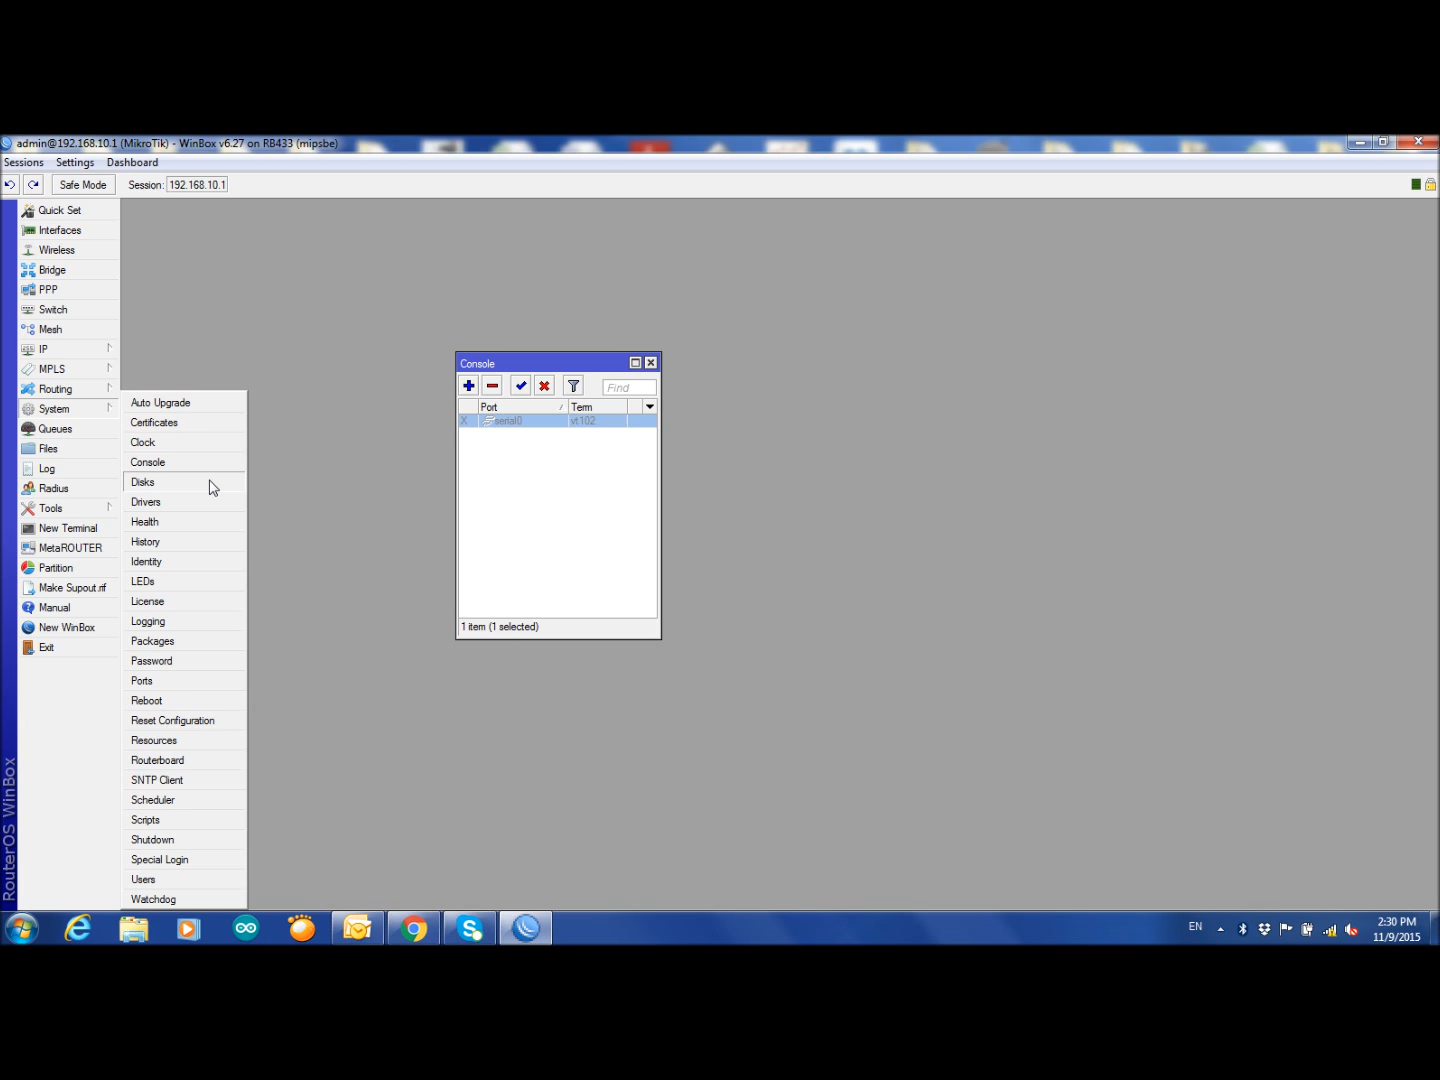 admin@192.168.10.1 (MikroTik) - WinBox v6.27 on RB433 (mipsbe)
Sessions Settings Dashboard
Safe Mode Session: 192.168.10.1
Quick Set
Interfaces
Wireless
Bridge
PPP
Switch
Mesh
IP
MPLS
Routing
System
Queues
Files
Log
Radius
Tools
New Terminal
MetaROUTER
Partition
Make Supout.rif
Manual
New WinBox
Exit
RouterOS WinBox
Auto Upgrade
Certificates
Clock
Console
Disks
Drivers
Health
History
Identity
LEDs
License
Logging
Packages
Password
Ports
Reboot
Reset Configuration
Resources
Routerboard
SNTP Client
Scheduler
Scripts
Shutdown
Special Login
Users
Watchdog
Console
Find
Port Term
X serial0 vt102
1 item (1 selected)
EN
2:30 PM
11/9/2015